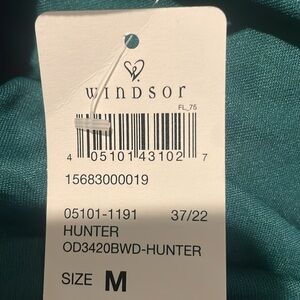 WINDSOR
FL_75
4 05101 43102 7
15683000019
05101-1191 37/22
HUNTER
OD3420BWD-HUNTER
SIZE M